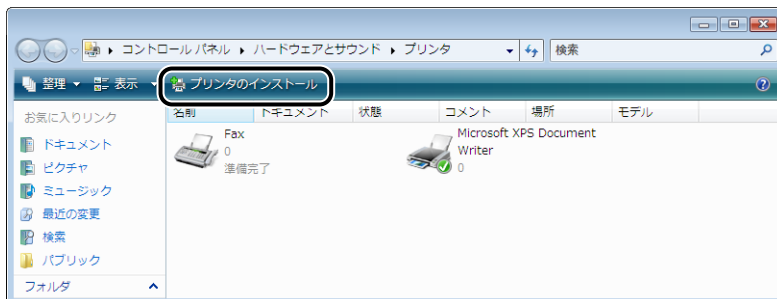 コントロール パネル ▸ ハードウェアとサウンド ▸ プリンタ
検索
整理 表示 プリンタのインストール
お気に入りリンク
ドキュメント
ピクチャ
ミュージック
最近の変更
検索
パブリック
フォルダ
名前 ドキュメント 状態 コメント 場所 モデル
Fax
0
準備完了
Microsoft XPS Document
Writer
0